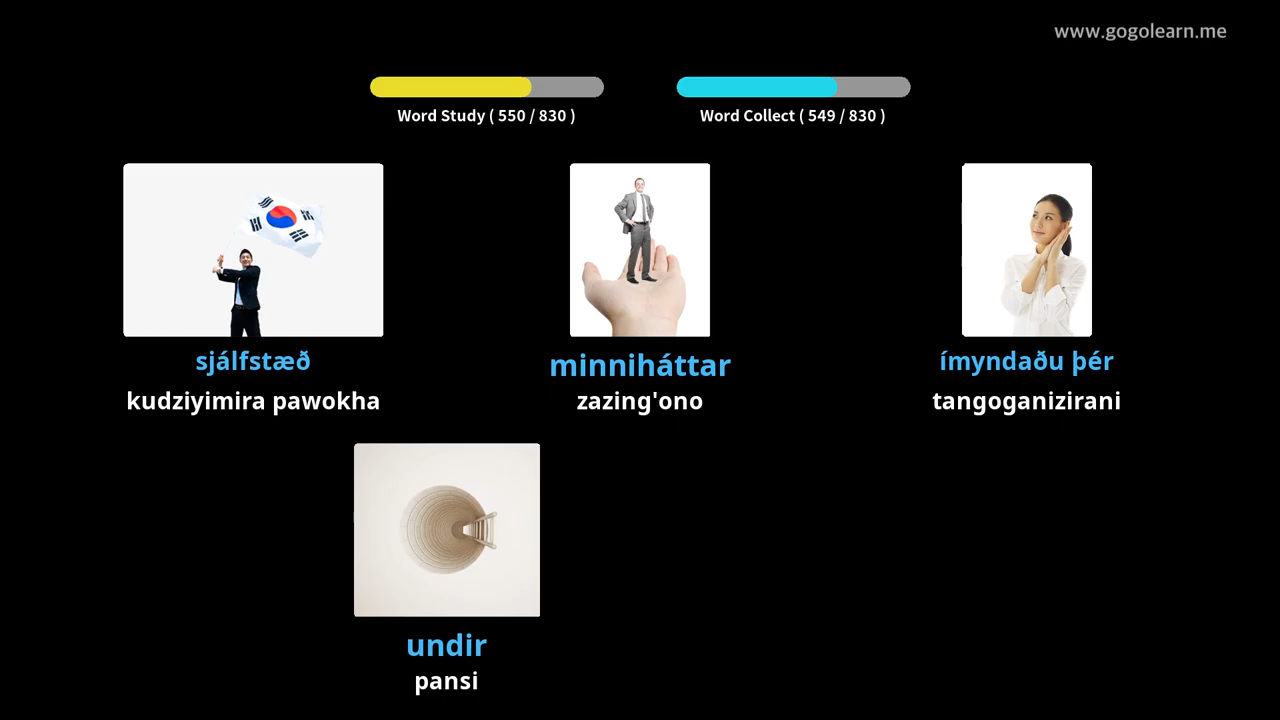 www.gogolearn.me
Word Study ( 550 / 830 )
Word Collect ( 549 / 830 )
sjálfstæð
kudziyimira pawokha
minniháttar
zazing'ono
ímyndaðu þér
tangoganizirani
undir
pansi